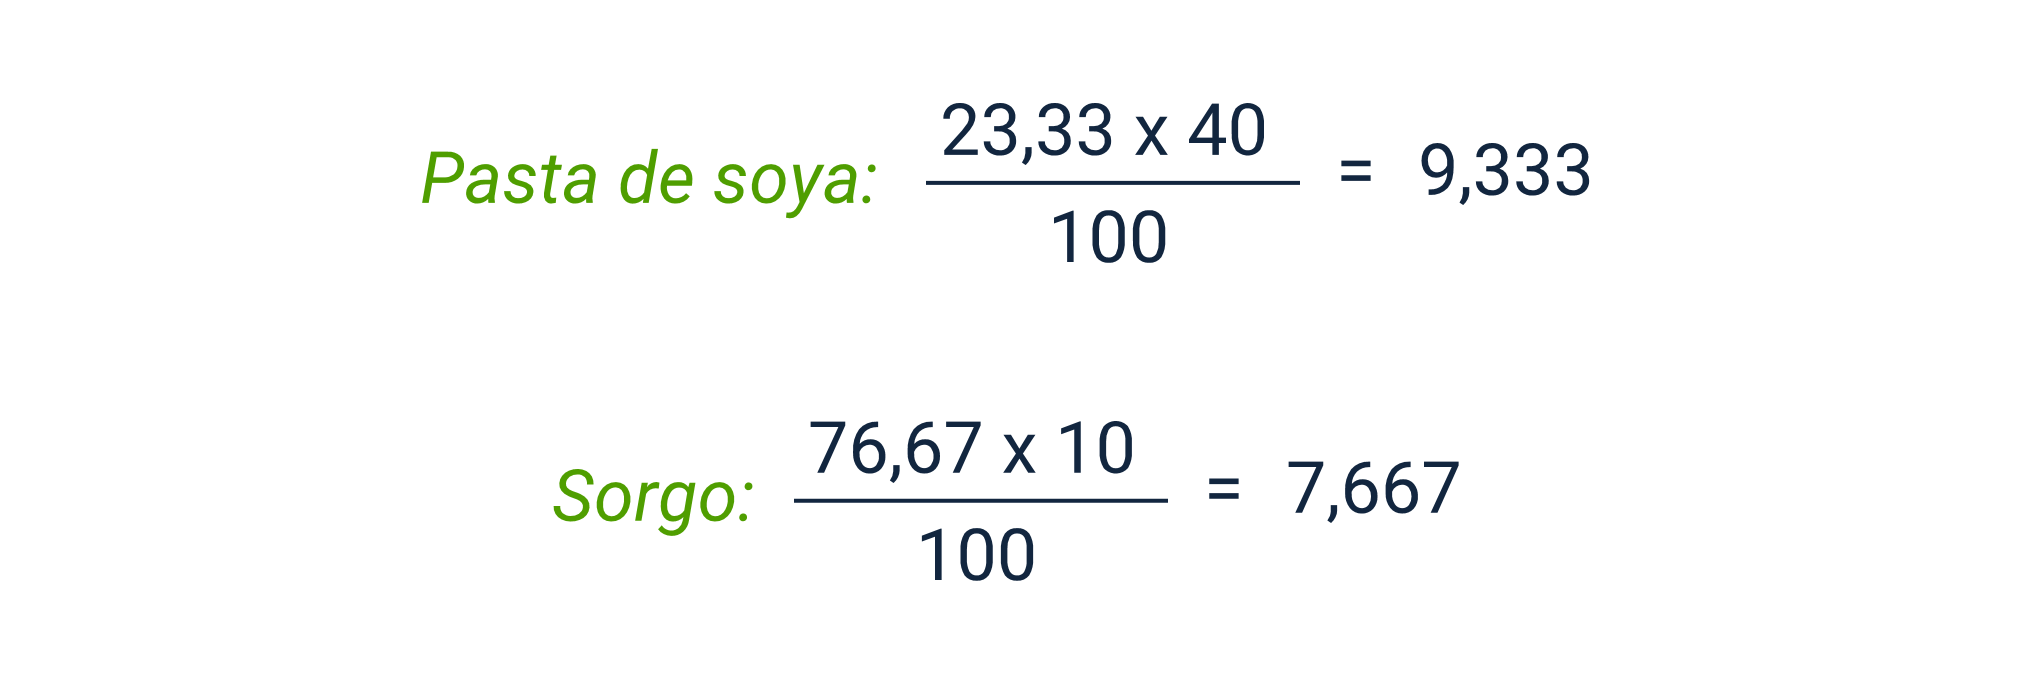 Pasta de soya: 23,33 x 40 / 100 = 9,333
Sorgo: 76,67 x 10 / 100 = 7,667